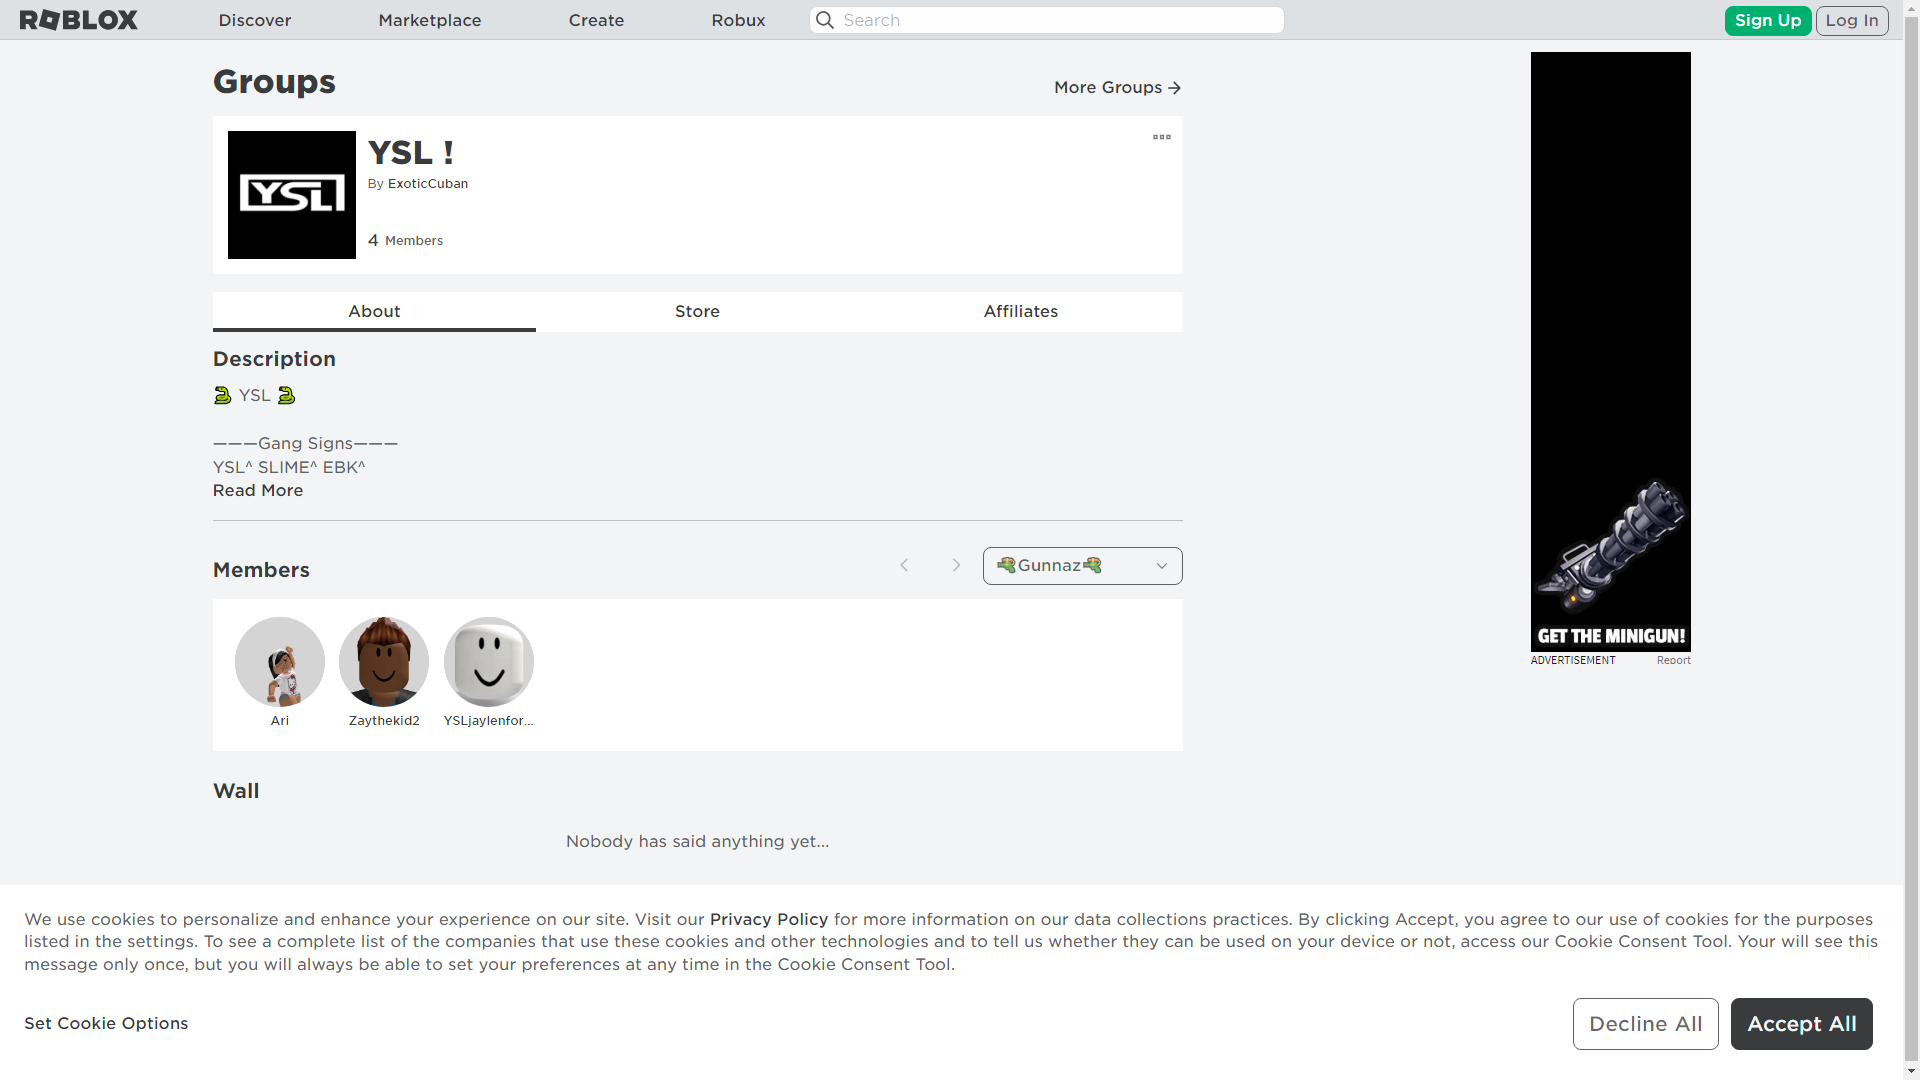 ROBLOX
Discover
Marketplace
Create
Robux
Search
Sign Up
Log In
Groups
More Groups
YSL
YSL !
By ExoticCuban
4 Members
About
Store
Affiliates
Description
🐍 YSL 🐍
———Gang Signs———
YSL^ SLIME^ EBK^
Read More
Members
🔫Gunnaz🔫
Ari
Zaythekid2
YSLjaylenfor...
Wall
Nobody has said anything yet...
GET THE MINIGUN!
ADVERTISEMENT
Report
We use cookies to personalize and enhance your experience on our site. Visit our Privacy Policy for more information on our data collections practices. By clicking Accept, you agree to our use of cookies for the purposes
listed in the settings. To see a complete list of the companies that use these cookies and other technologies and to tell us whether they can be used on your device or not, access our Cookie Consent Tool. Your will see this
message only once, but you will always be able to set your preferences at any time in the Cookie Consent Tool.
Set Cookie Options
Decline All
Accept All